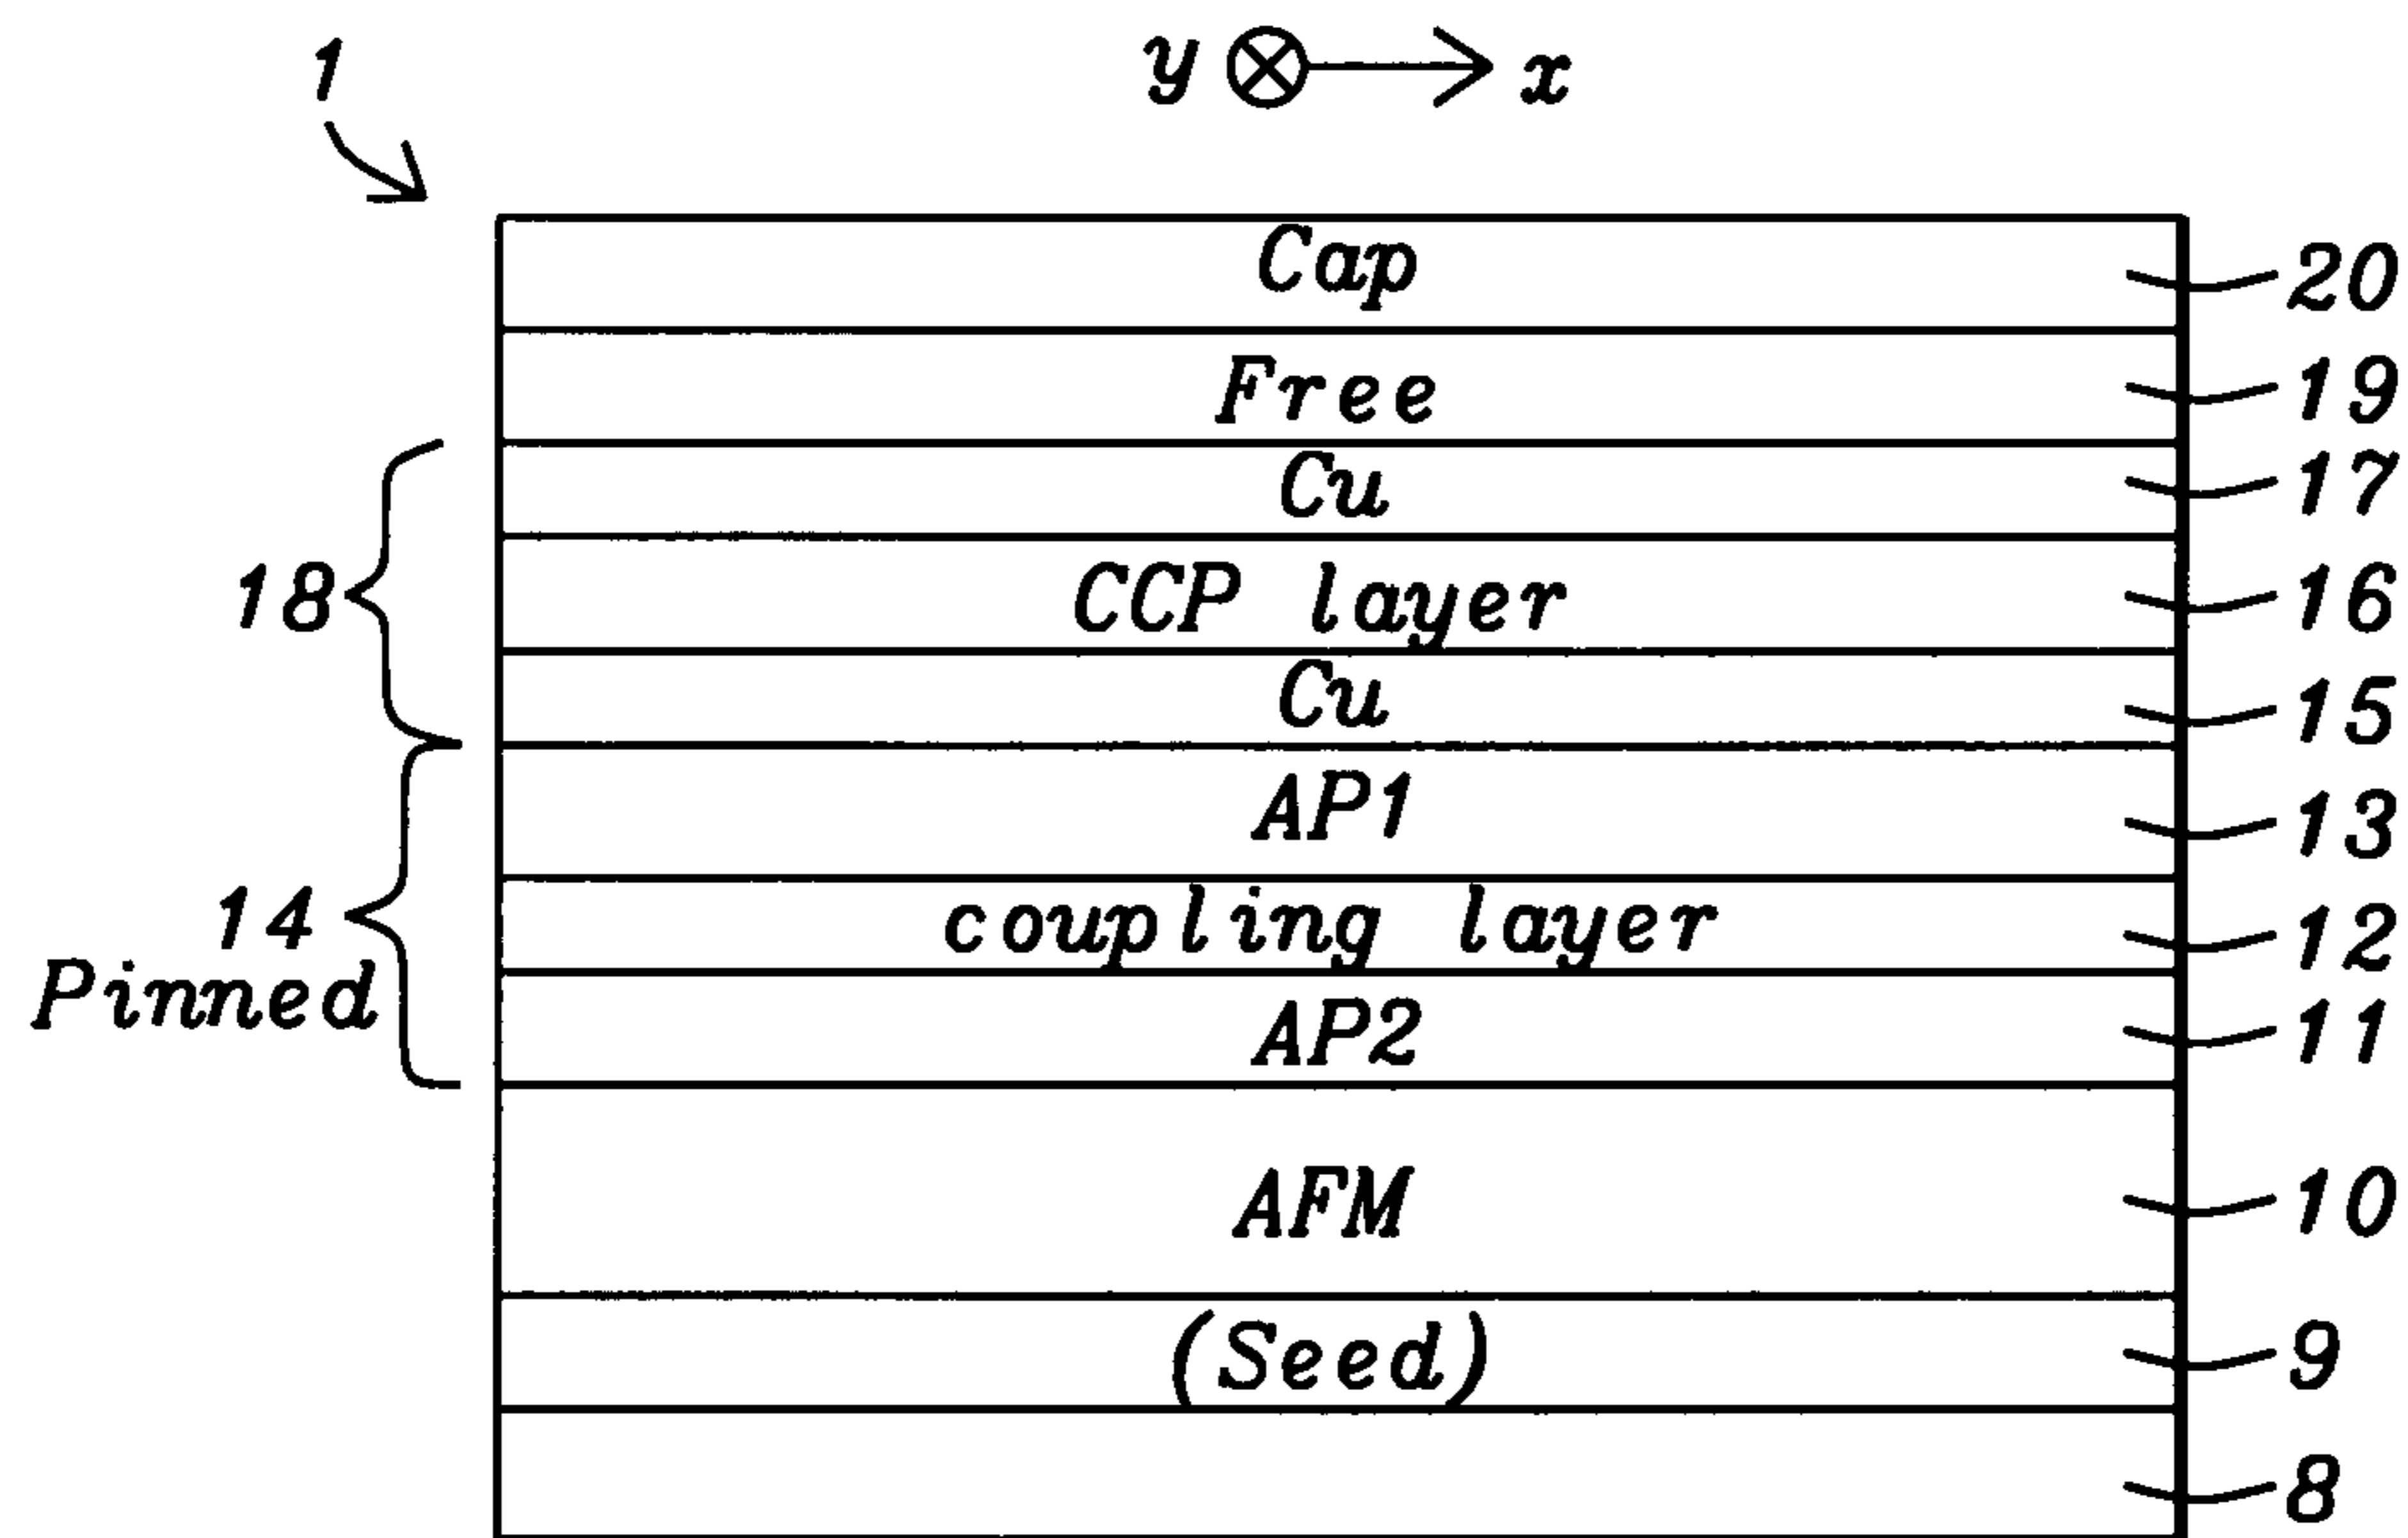 1
y x
Cap 20
Free 19
Cu 17
18 CCP layer 16
Cu 15
AP1 13
14 coupling layer 12
Pinned
AP2 11
AFM 10
(Seed) 9
8